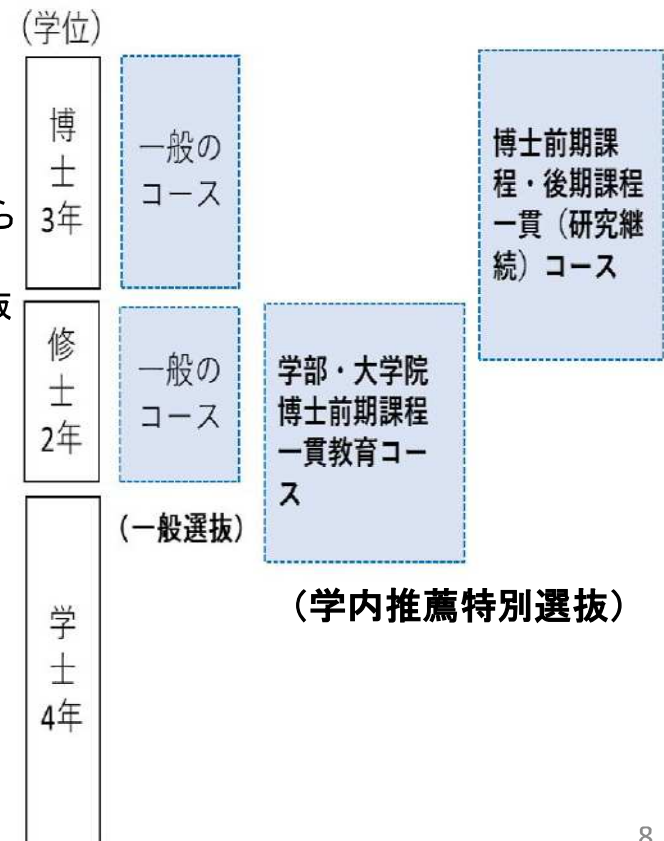 (学位)
博
士
3年
一般の
コース
博士前期課
程・後期課程
一貫（研究継
続）コース
ら
修
士
2年
一般の
コース
学部・大学院
博士前期課程
一貫教育コー
ス
（一般選抜）
（学内推薦特別選抜）
学
士
4年
8